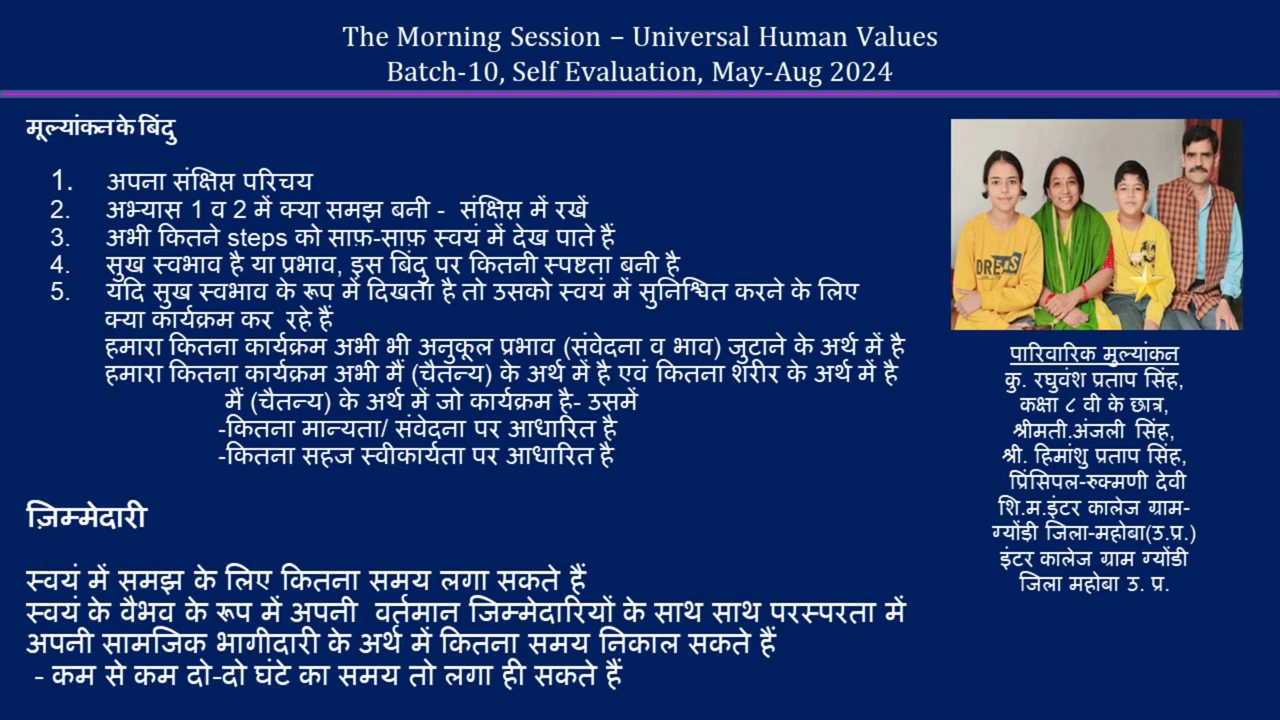 The Morning Session – Universal Human Values
Batch-10, Self Evaluation, May-Aug 2024
मूल्यांकन के बिंदु
1. अपना संक्षिप्त परिचय
2. अभ्यास 1 व 2 में क्या समझ बनी - संक्षिप्त में रखें
3. अभी कितने steps को साफ़-साफ़ स्वयं में देख पाते हैं
4. सुख स्वभाव है या प्रभाव, इस बिंदु पर कितनी स्पष्टता बनी है
5. यदि सुख स्वभाव के रूप में दिखता है तो उसको स्वयं में सुनिश्चित करने के लिए
क्या कार्यक्रम कर रहे हैं
हमारा कितना कार्यक्रम अभी भी अनुकूल प्रभाव (संवेदना व भाव) जुटाने के अर्थ में है
हमारा कितना कार्यक्रम अभी मैं (चैतन्य) के अर्थ में है एवं कितना शरीर के अर्थ में है
मैं (चैतन्य) के अर्थ में जो कार्यक्रम है- उसमें
-कितना मान्यता/ संवेदना पर आधारित है
-कितना सहज स्वीकार्यता पर आधारित है
ज़िम्मेदारी
स्वयं में समझ के लिए कितना समय लगा सकते हैं
स्वयं के वैभव के रूप में अपनी वर्तमान जिम्मेदारियों के साथ साथ परस्परता में
अपनी सामजिक भागीदारी के अर्थ में कितना समय निकाल सकते हैं
- कम से कम दो-दो घंटे का समय तो लगा ही सकते हैं
DREAMS
पारिवारिक मुल्यांकन
कु. रघुवंश प्रताप सिंह,
कक्षा ८ वी के छात्र,
श्रीमती.अंजली सिंह,
श्री. हिमांशु प्रताप सिंह,
प्रिंसिपल-रुक्मणी देवी
शि.म.इंटर कालेज ग्राम-
ग्योंड़ी जिला-महोबा(उ.प्र.)
इंटर कालेज ग्राम ग्योंडी
जिला महोबा उ. प्र.